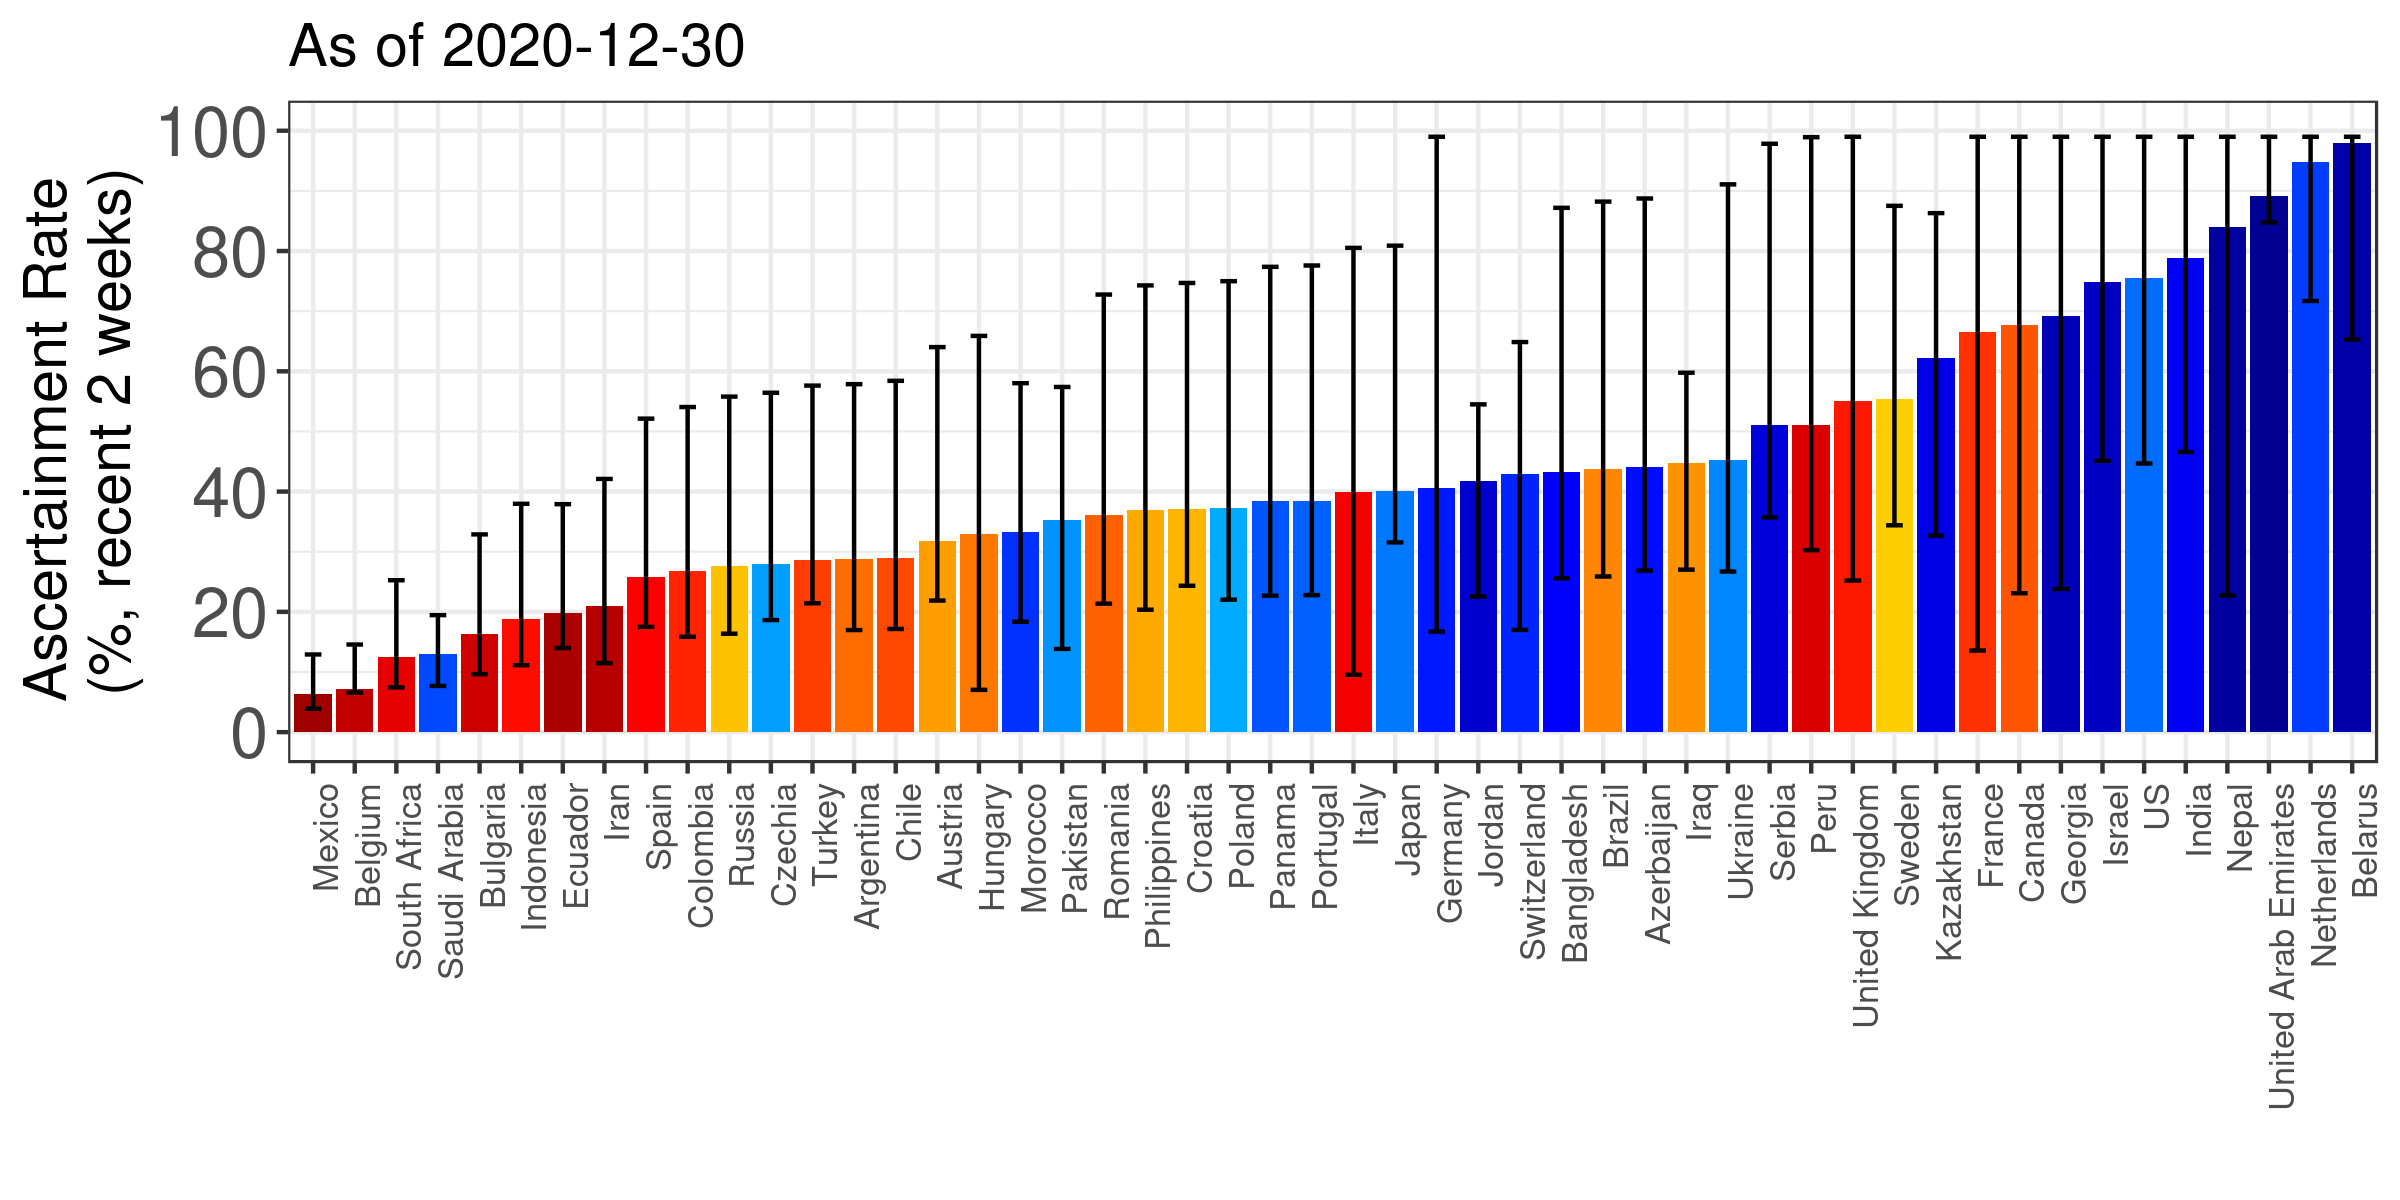 As of 2020-12-30
Ascertainment Rate
(%, recent 2 weeks)
100
80
60
40
20
0
Mexico
Belgium
South Africa
Saudi Arabia
Bulgaria
Indonesia
Ecuador
Iran
Spain
Colombia
Russia
Czechia
Turkey
Argentina
Chile
Austria
Hungary
Morocco
Pakistan
Romania
Philippines
Croatia
Poland
Panama
Portugal
Italy
Japan
Germany
Jordan
Switzerland
Bangladesh
Brazil
Azerbaijan
Iraq
Ukraine
Serbia
Peru
United Kingdom
Sweden
Kazakhstan
France
Canada
Georgia
Israel
US
India
Nepal
United Arab Emirates
Netherlands
Belarus